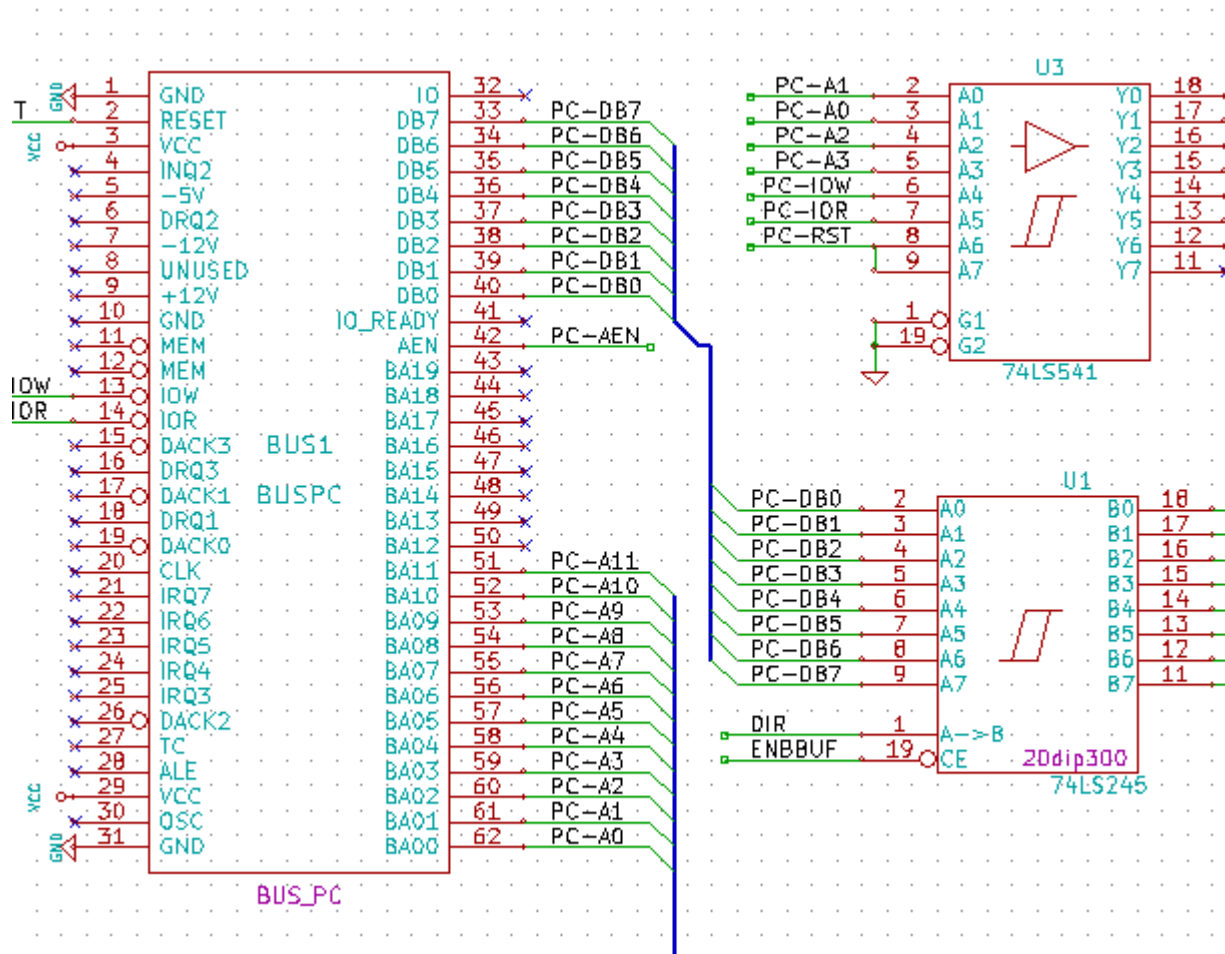 GND 1 GND
T 2 RESET
VCC 3 VCC
4 INQ2
5 -5V
6 DRQ2
7 -12V
8 UNUSED
9 +12V
10 GND
11 MEM
12 MEM
IOW 13 IOW
IOR 14 IOR
15 DACK3
16 DRQ3
17 DACK1
18 DRQ1
19 DACK0
20 CLK
21 IRQ7
22 IRQ6
23 IRQ5
24 IRQ4
25 IRQ3
26 DACK2
27 TC
28 ALE
VCC 29 VCC
30 OSC
GND 31 GND
BUS1
BUSPC
IO 32
DB7 33 PC-DB7
DB6 34 PC-DB6
DB5 35 PC-DB5
DB4 36 PC-DB4
DB3 37 PC-DB3
DB2 38 PC-DB2
DB1 39 PC-DB1
DB0 40 PC-DB0
IO_READY 41
AEN 42 PC-AEN
BA19 43
BA18 44
BA17 45
BA16 46
BA15 47
BA14 48
BA13 49
BA12 50
BA11 51 PC-A11
BA10 52 PC-A10
BA09 53 PC-A9
BA08 54 PC-A8
BA07 55 PC-A7
BA06 56 PC-A6
BA05 57 PC-A5
BA04 58 PC-A4
BA03 59 PC-A3
BA02 60 PC-A2
BA01 61 PC-A1
BA00 62 PC-A0
BUS_PC
U3
PC-A1 2 A0 Y0 18
PC-A0 3 A1 Y1 17
PC-A2 4 A2 Y2 16
PC-A3 5 A3 Y3 15
PC-IOW 6 A4 Y4 14
PC-IOR 7 A5 Y5 13
PC-RST 8 A6 Y6 12
9 A7 Y7 11
1 G1
19 G2
74LS541
U1
PC-DB0 2 A0 B0 18
PC-DB1 3 A1 B1 17
PC-DB2 4 A2 B2 16
PC-DB3 5 A3 B3 15
PC-DB4 6 A4 B4 14
PC-DB5 7 A5 B5 13
PC-DB6 8 A6 B6 12
PC-DB7 9 A7 B7 11
DIR 1 A->B
ENBBUF 19 CE 20dip300
74LS245